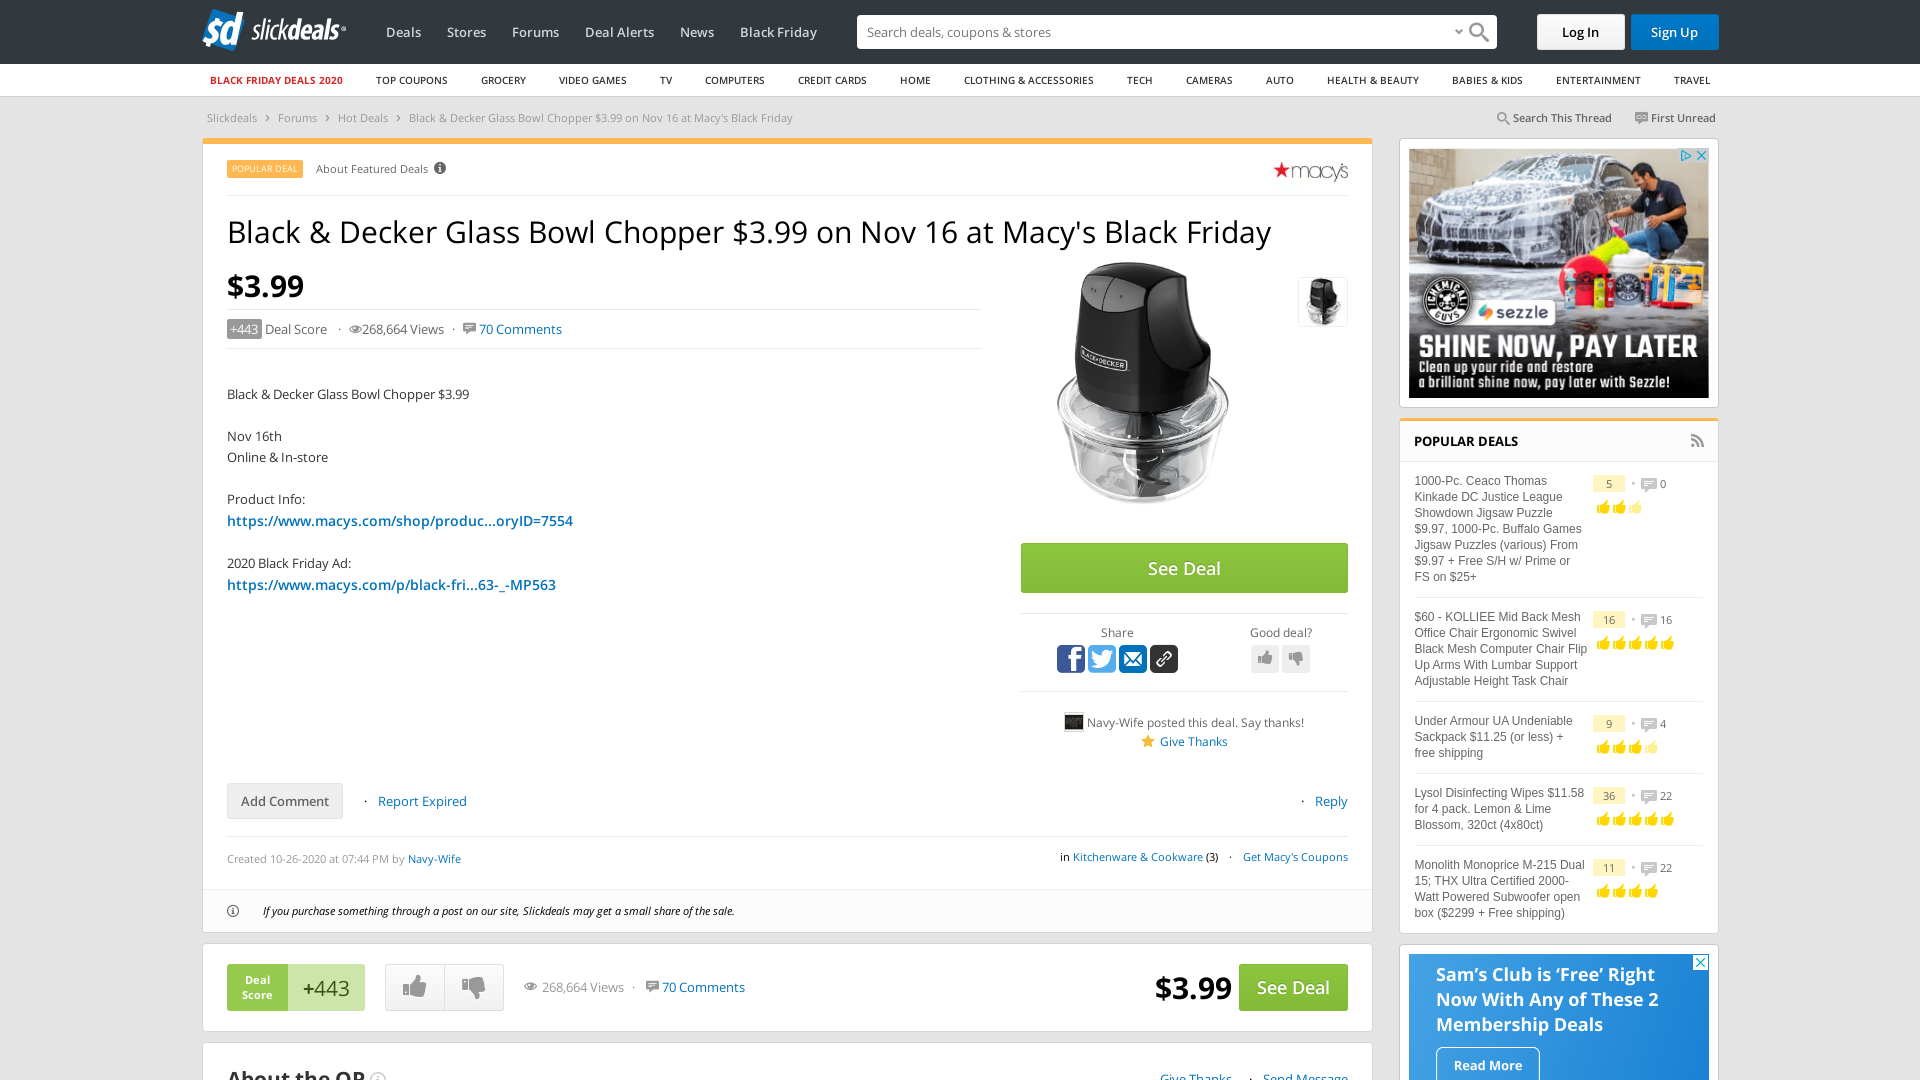 slickdeals
Deals
Stores
Forums
Deal Alerts
News
Black Friday
Search deals, coupons & stores
Log In
Sign Up
BLACK FRIDAY DEALS 2020
TOP COUPONS
GROCERY
VIDEO GAMES
TV
COMPUTERS
CREDIT CARDS
HOME
CLOTHING & ACCESSORIES
TECH
CAMERAS
AUTO
HEALTH & BEAUTY
BABIES & KIDS
ENTERTAINMENT
TRAVEL
Slickdeals › Forums › Hot Deals › Black & Decker Glass Bowl Chopper $3.99 on Nov 16 at Macy's Black Friday
Search This Thread
First Unread
POPULAR DEAL
About Featured Deals
macy's
Black & Decker Glass Bowl Chopper $3.99 on Nov 16 at Macy's Black Friday
$3.99
+443 Deal Score · 268,664 Views · 70 Comments
Black & Decker Glass Bowl Chopper $3.99
Nov 16th
Online & In-store
Product Info:
https://www.macys.com/shop/produc...oryID=7554
2020 Black Friday Ad:
https://www.macys.com/p/black-fri...63-_-MP563
BLACK+DECKER
See Deal
Share
Good deal?
Navy-Wife posted this deal. Say thanks!
Give Thanks
Add Comment
· Report Expired
· Reply
Created 10-26-2020 at 07:44 PM by Navy-Wife
in Kitchenware & Cookware (3) · Get Macy's Coupons
If you purchase something through a post on our site, Slickdeals may get a small share of the sale.
Deal
Score
+443
268,664 Views · 70 Comments
$3.99
See Deal
About the OP
Give Thanks · Send Message
CHEMICAL GUYS
sezzle
SHINE NOW, PAY LATER
Clean up your ride and restore
a brilliant shine now, pay later with Sezzle!
POPULAR DEALS
1000-Pc. Ceaco Thomas
Kinkade DC Justice League
Showdown Jigsaw Puzzle
$9.97, 1000-Pc. Buffalo Games
Jigsaw Puzzles (various) From
$9.97 + Free S/H w/ Prime or
FS on $25+
5 • 0
$60 - KOLLIEE Mid Back Mesh
Office Chair Ergonomic Swivel
Black Mesh Computer Chair Flip
Up Arms With Lumbar Support
Adjustable Height Task Chair
16 • 16
Under Armour UA Undeniable
Sackpack $11.25 (or less) +
free shipping
9 • 4
Lysol Disinfecting Wipes $11.58
for 4 pack. Lemon & Lime
Blossom, 320ct (4x80ct)
36 • 22
Monolith Monoprice M-215 Dual
15; THX Ultra Certified 2000-
Watt Powered Subwoofer open
box ($2299 + Free shipping)
11 • 22
Sam's Club is ‘Free’ Right
Now With Any of These 2
Membership Deals
Read More